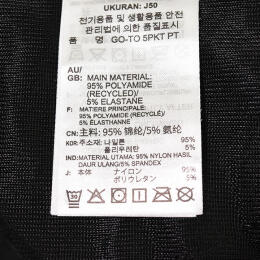 UKURAN: J50
전기용품 및 생활용품 안전
관리법에 의한 품질표시
品 名 : GO-TO 5PKT PT
AU/
GB: MAIN MATERIAL:
95% POLYAMIDE
(RECYCLED)/
5% ELASTANE
F: MATIERE PRINCIPALE:
95% POLYAMIDE (RECYCLE)/
5% ÉLASTHANNE
CN: 主料: 95% 锦纶/5% 氨纶
KOR: 주소재: 나일론 95%
폴리우레탄 5%
IND: MATERIAL UTAMA: 95% NYLON HASIL
DAUR ULANG/5% SPANDEX
J: 本体 ナイロン 95%
ポリウレタン 5%
30